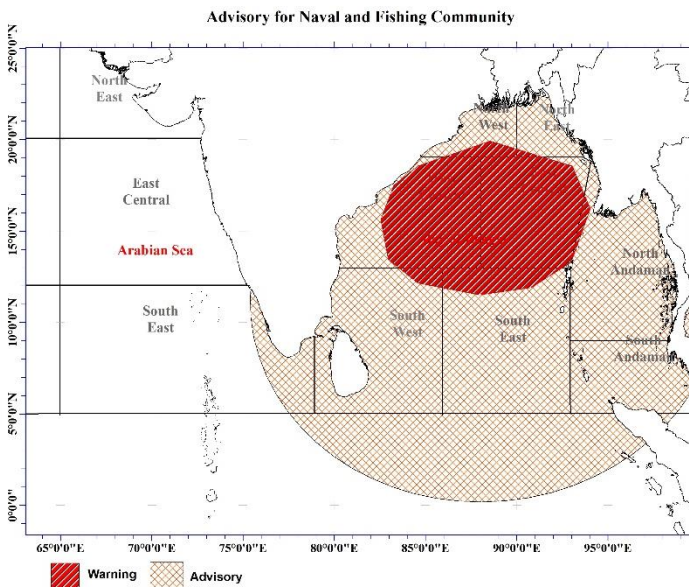 Advisory for Naval and Fishing Community
25°0'0"N
20°0'0"N
15°0'0"N
10°0'0"N
5°0'0"N
0°0'0"
North
East
North
West
North
East
East
Central
Arabian Sea
North
Andaman
South
East
South
West
South
East
South
Andaman
65°0'0"E
70°0'0"E
75°0'0"E
80°0'0"E
85°0'0"E
90°0'0"E
95°0'0"E
Warning
Advisory